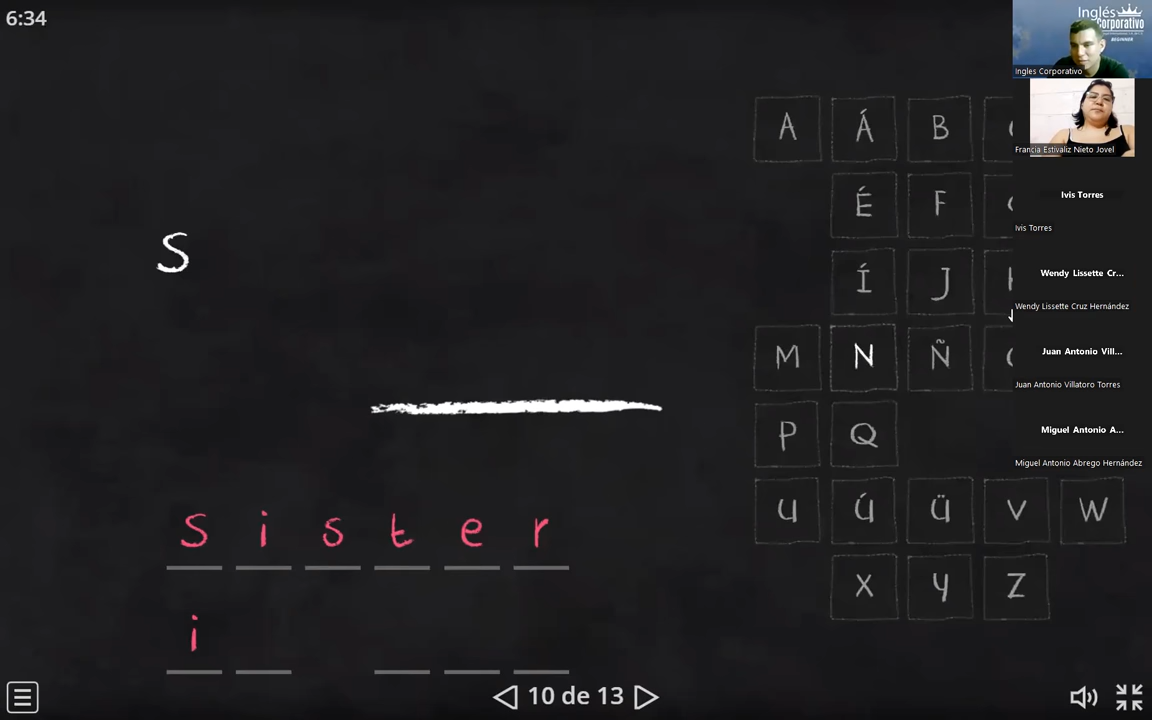 6:34
Inglés
Corporativo
BEGINNER
Ingles Corporativo
Francia Estivaliz Nieto Jovel
Ivis Torres
Ivis Torres
Wendy Lissette Cr...
Wendy Lissette Cruz Hernández
Juan Antonio Vill...
Juan Antonio Villatoro Torres
Miguel Antonio A...
Miguel Antonio Abrego Hernández
A Á B
É F
Í J
M N Ñ
P Q
U Ú Ü V W
X Y Z
S
S i s t e r
i
10 de 13